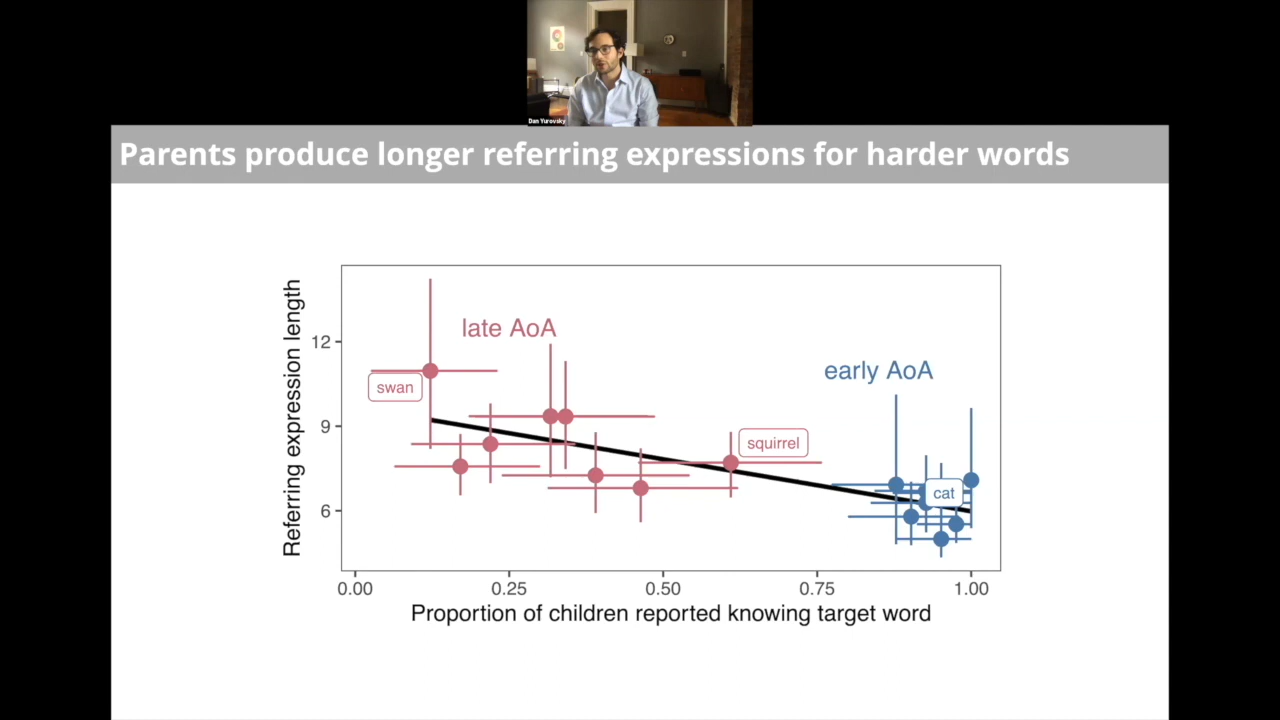 Dan Yurovsky
Parents produce longer referring expressions for harder words
Referring expression length
12
9
6
late AoA
early AoA
swan
squirrel
cat
0.00
0.25
0.50
0.75
1.00
Proportion of children reported knowing target word